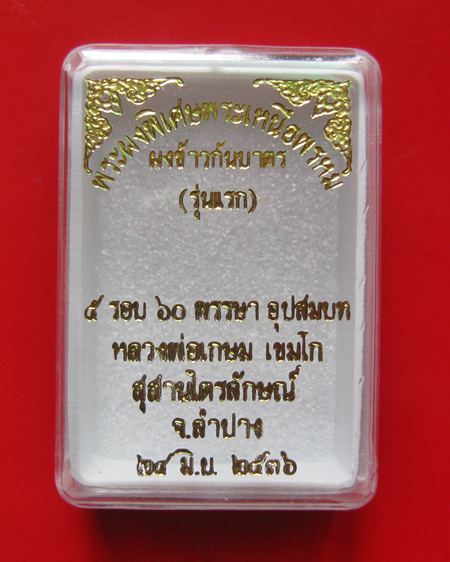 พระผงพิเศษพระเหนือพรหม
ผงข้าวก้นบาตร
(รุ่นแรก)
๕ รอบ ๖๐ พรรษา อุปสมบท
หลวงพ่อเกษม เขมโก
สุสานไตรลักษณ์
จ.ลำปาง
๒๔ มิ.ย. ๒๕๓๖